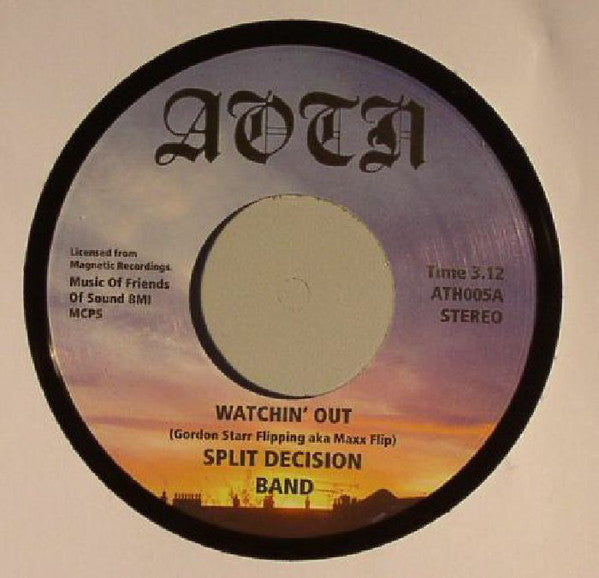 AOTN
Licensed from
Magnetic Recordings.
Music Of Friends
Of Sound BMI
MCPS
Time 3.12
ATH005A
STEREO
WATCHIN' OUT
(Gordon Starr Flipping aka Maxx Flip)
SPLIT DECISION
BAND